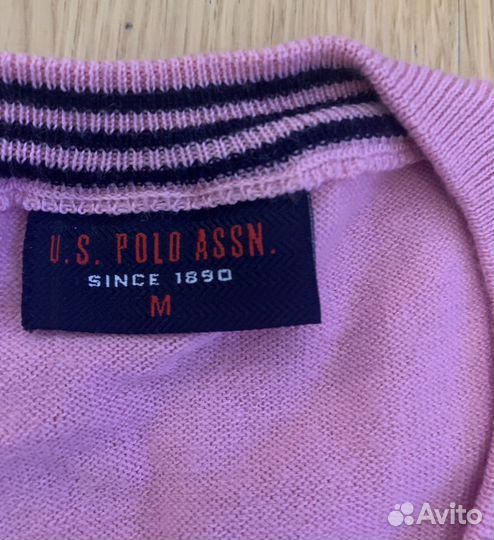 U.S. POLO ASSN.
SINCE 1890
M
Avito